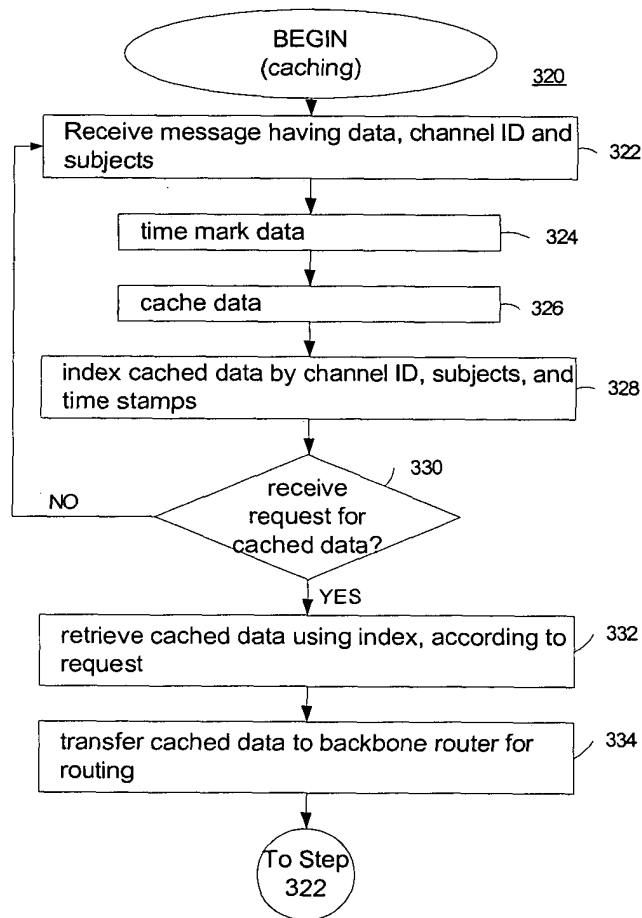 BEGIN
(caching)
320
Receive message having data, channel ID and
subjects
322
time mark data
324
cache data
326
index cached data by channel ID, subjects, and
time stamps
328
330
receive
request for
cached data?
NO
YES
retrieve cached data using index, according to
request
332
transfer cached data to backbone router for
routing
334
To Step
322